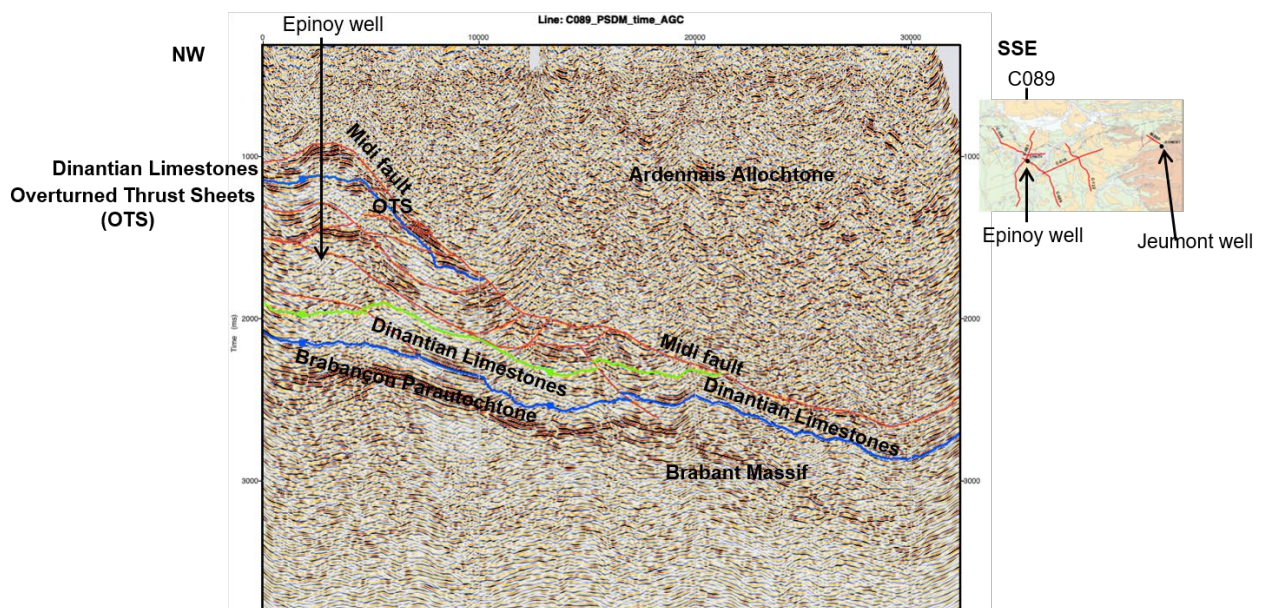 Line: C089_PSDM_time_AGC
Epinoy well
NW
SSE
C089
0
10000
20000
30000
Midi fault
1000
1000
Dinantian Limestones
Overturned Thrust Sheets
(OTS)
OTS
Ardennais Allochtone
Epinoy well
Jeumont well
Time (ms)
2000
2000
Dinantian Limestones
Midi fault
Brabançon Parautochtone
Dinantian Limestones
Brabant Massif
3000
3000